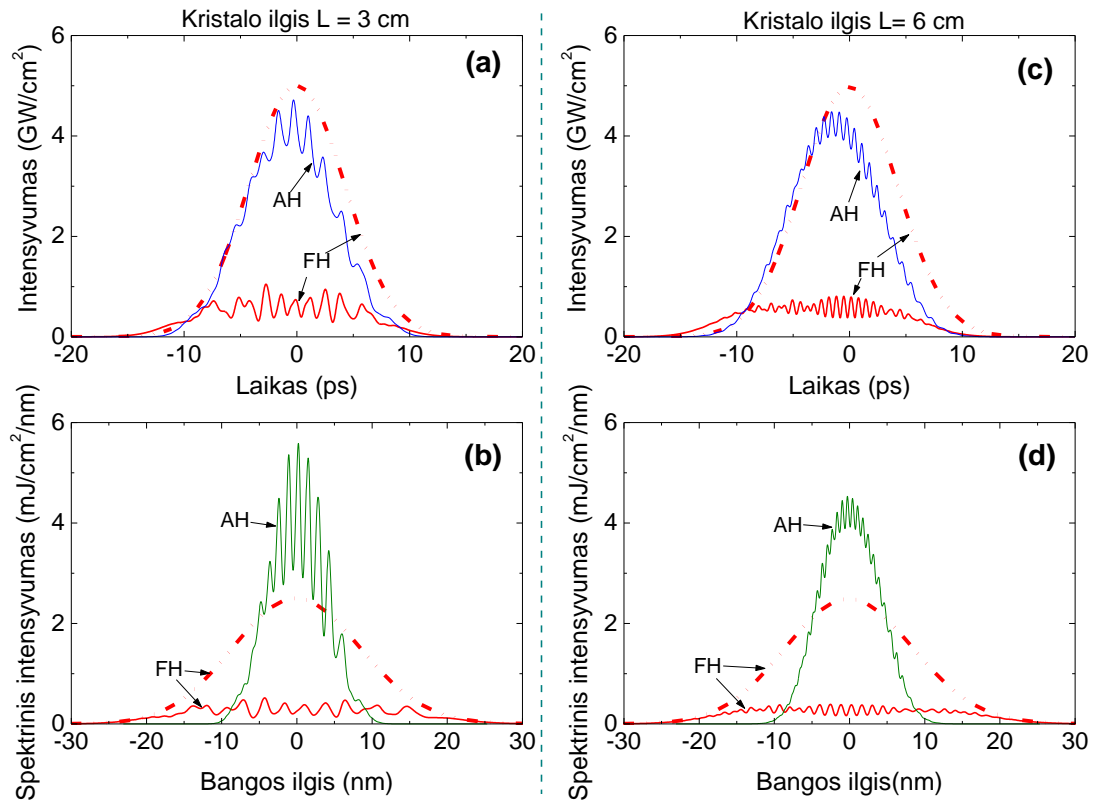 Kristalo ilgis L = 3 cm
Kristalo ilgis L= 6 cm
Intensyvumas (GW/cm²)
6
4
2
0
(a)
AH
FH
-20 -10 0 10 20
Laikas (ps)
Intensyvumas (GW/cm²)
6
4
2
0
(c)
AH
FH
-20 -10 0 10 20
Laikas (ps)
Spektrinis intensyvumas (mJ/cm²/nm)
6
4
2
0
(b)
AH
FH
-30 -20 -10 0 10 20 30
Bangos ilgis (nm)
Spektrinis intensyvumas (mJ/cm²/nm)
6
4
2
0
(d)
AH
FH
-30 -20 -10 0 10 20 30
Bangos ilgis(nm)